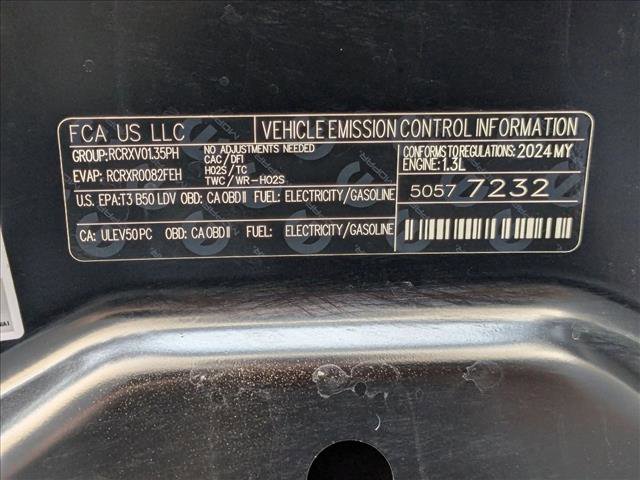 FCA US LLC
VEHICLE EMISSION CONTROL INFORMATION
GROUP: RCRXV01.35PH
EVAP: RCRXR0082FEH
NO ADJUSTMENTS NEEDED
CAC/DFI
HO2S/TC
TWC/WR-HO2S
CONFORMS TO REGULATIONS: 2024 MY
ENGINE: 1.3L
U.S. EPA: T3 B50 LDV OBD: CA OBD II FUEL: ELECTRICITY/GASOLINE
CA: ULEV50 PC OBD: CA OBD II FUEL: ELECTRICITY/GASOLINE
5057 7232